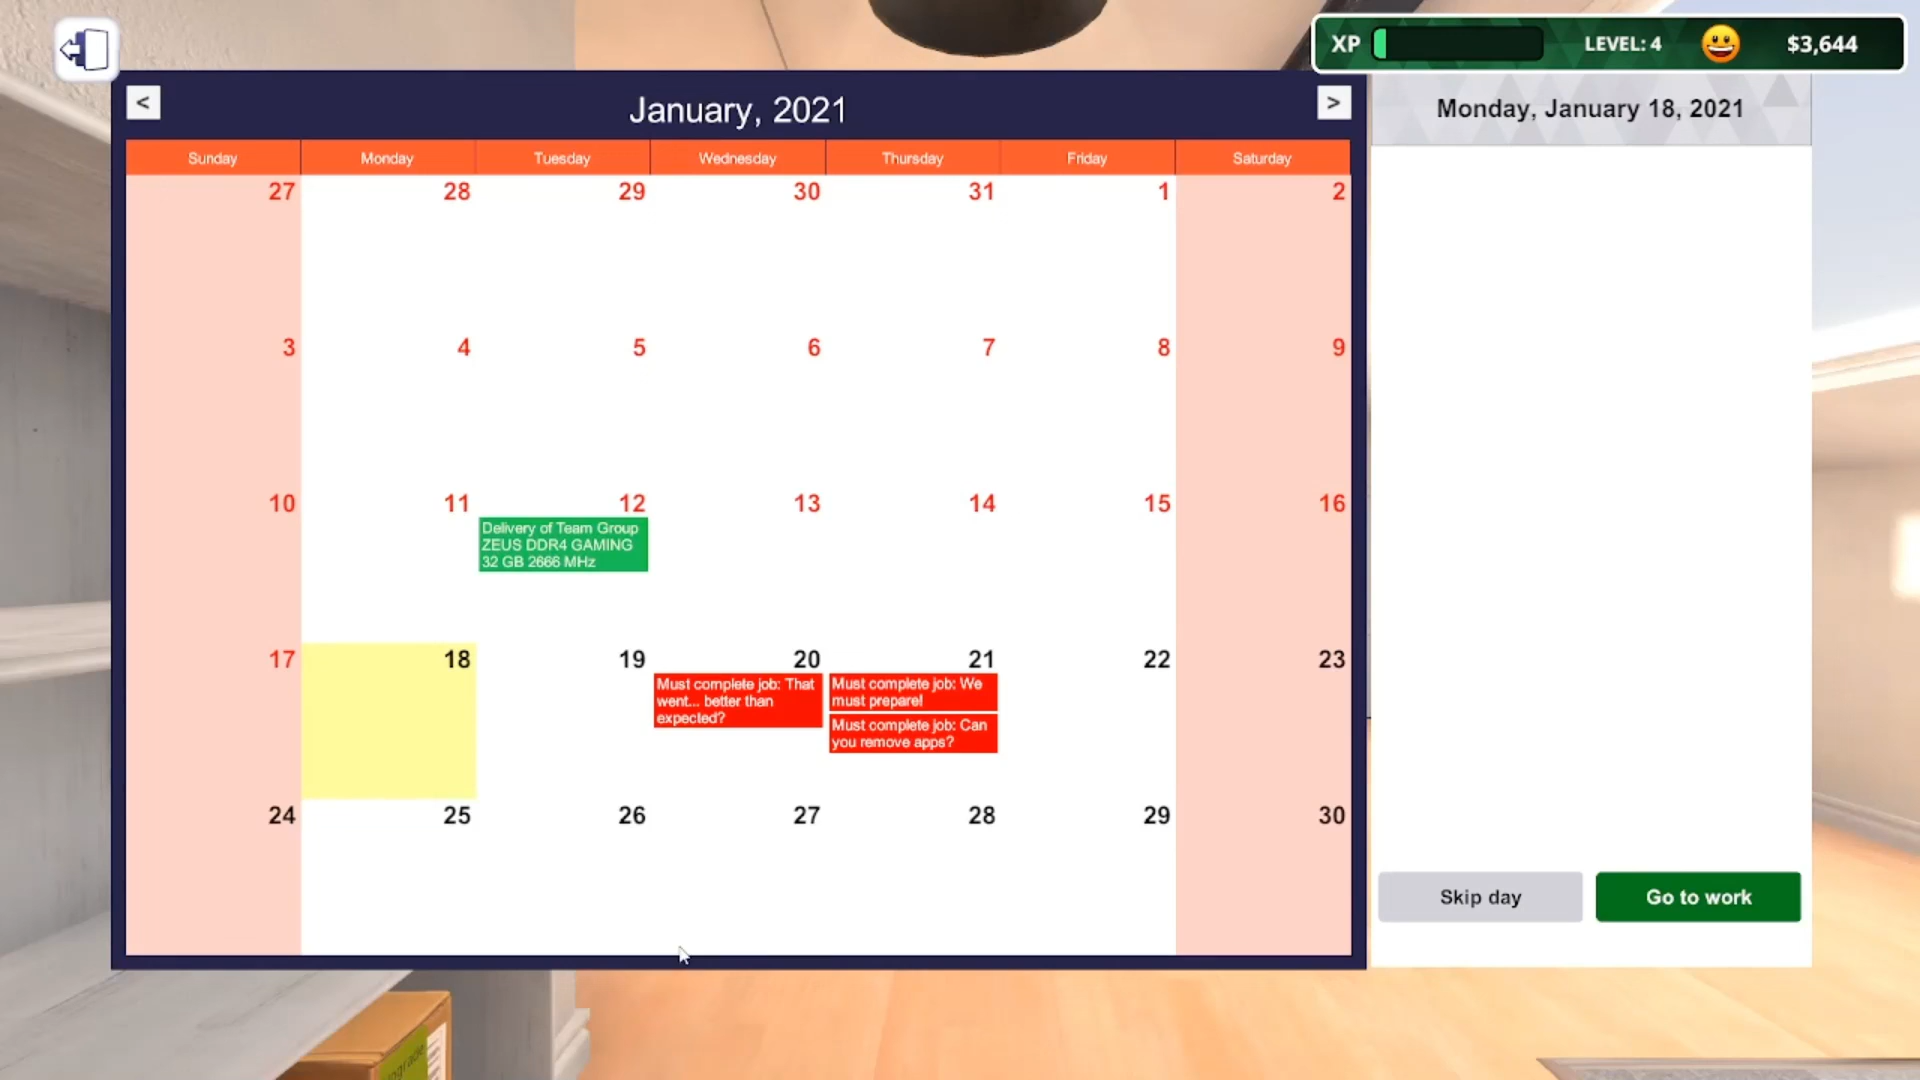 XP
LEVEL: 4
$3,644
<
January, 2021
>
Monday, January 18, 2021
Sunday
Monday
Tuesday
Wednesday
Thursday
Friday
Saturday
27
28
29
30
31
1
2
3
4
5
6
7
8
9
10
11
12
13
14
15
16
Delivery of Team Group
ZEUS DDR4 GAMING
32 GB 2666 MHz
17
18
19
20
21
22
23
Must complete job: That
went... better than
expected?
Must complete job: We
must prepare!
Must complete job: Can
you remove apps?
24
25
26
27
28
29
30
Skip day
Go to work